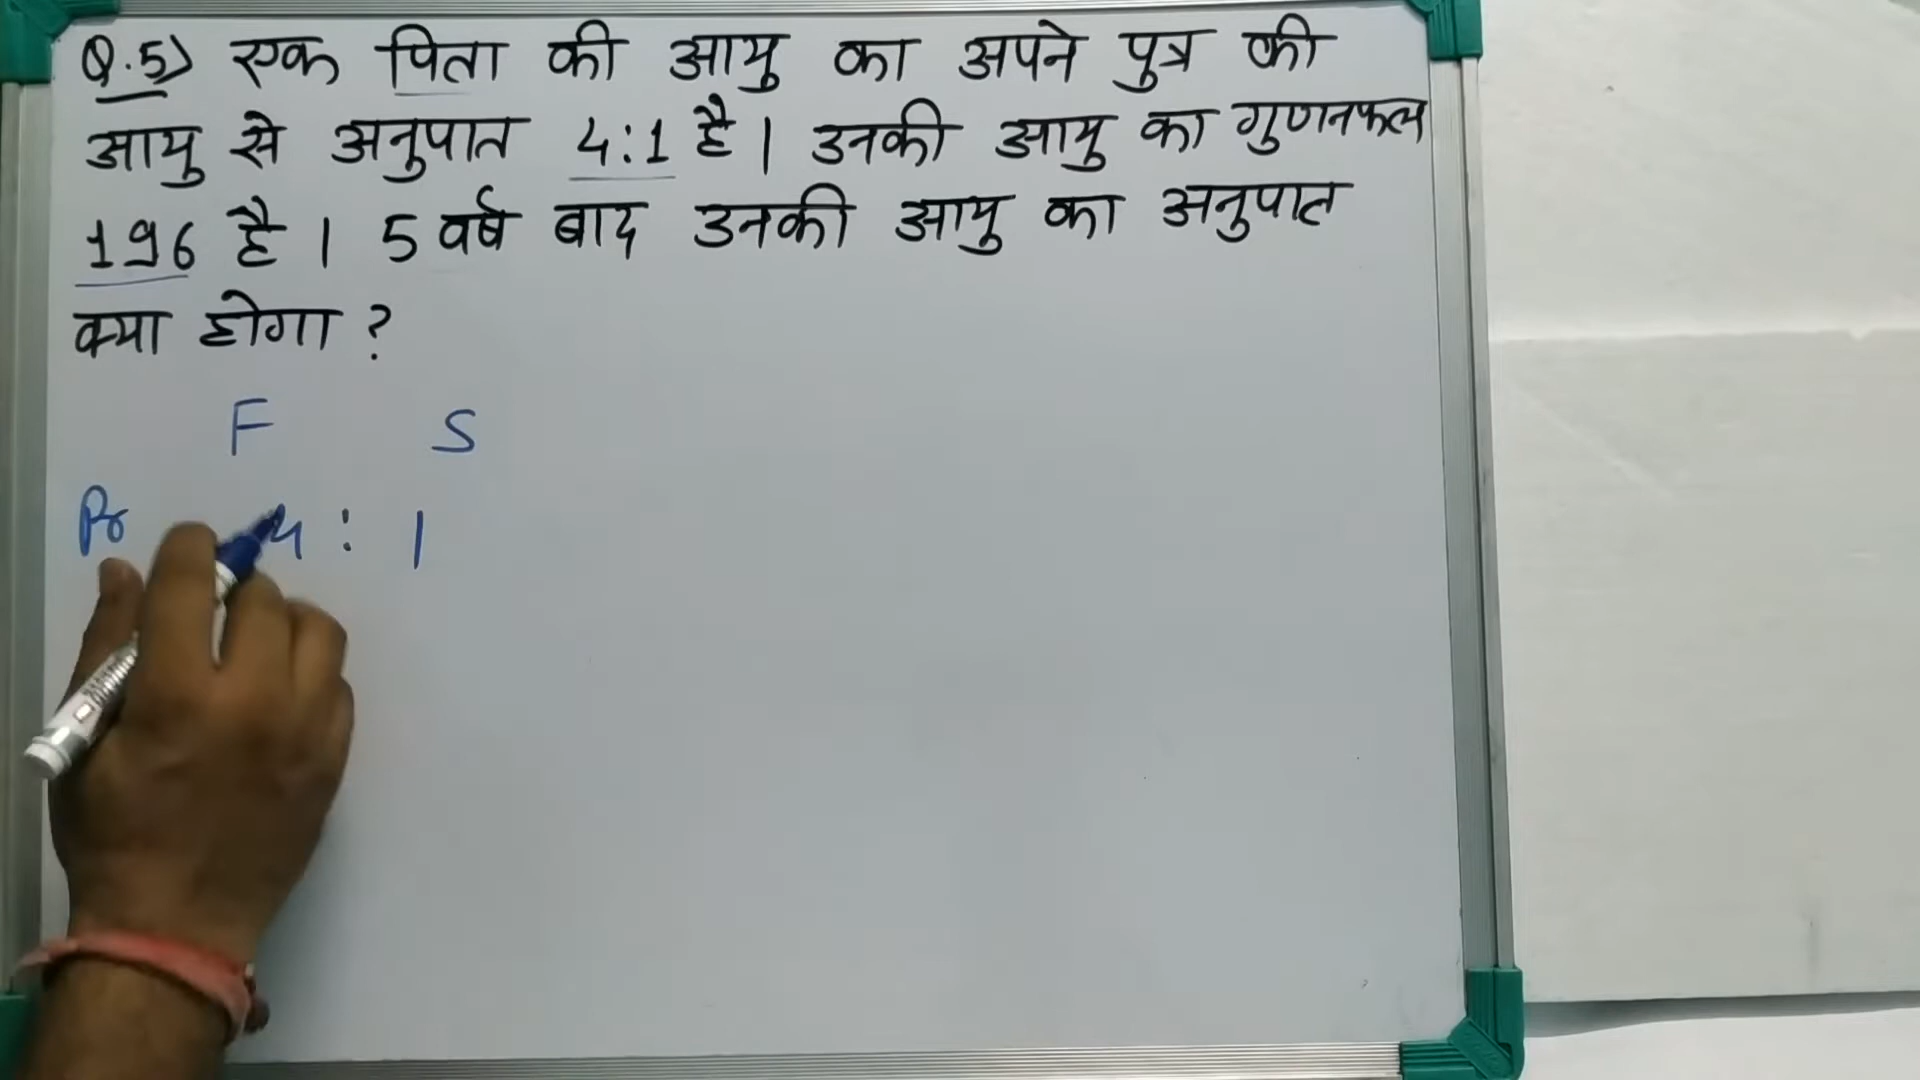 Q.5) एक पिता की आयु का अपने पुत्र की
आयु से अनुपात 4:1 है। उनकी आयु का गुणनफल
196 है। 5 वर्ष बाद उनकी आयु का अनुपात
क्या होगा ?
F S
Pr 4 : 1